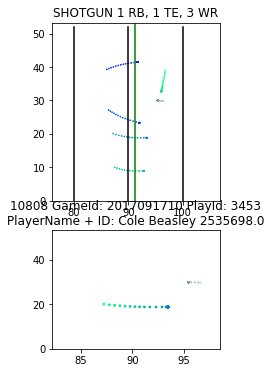 SHOTGUN 1 RB, 1 TE, 3 WR
50
40
30
20
10
0
80 90 100
10808 GameId: 2017091710 PlayId: 3453
PlayerName + ID: Cole Beasley 2535698.0
40
20
0
85 90 95